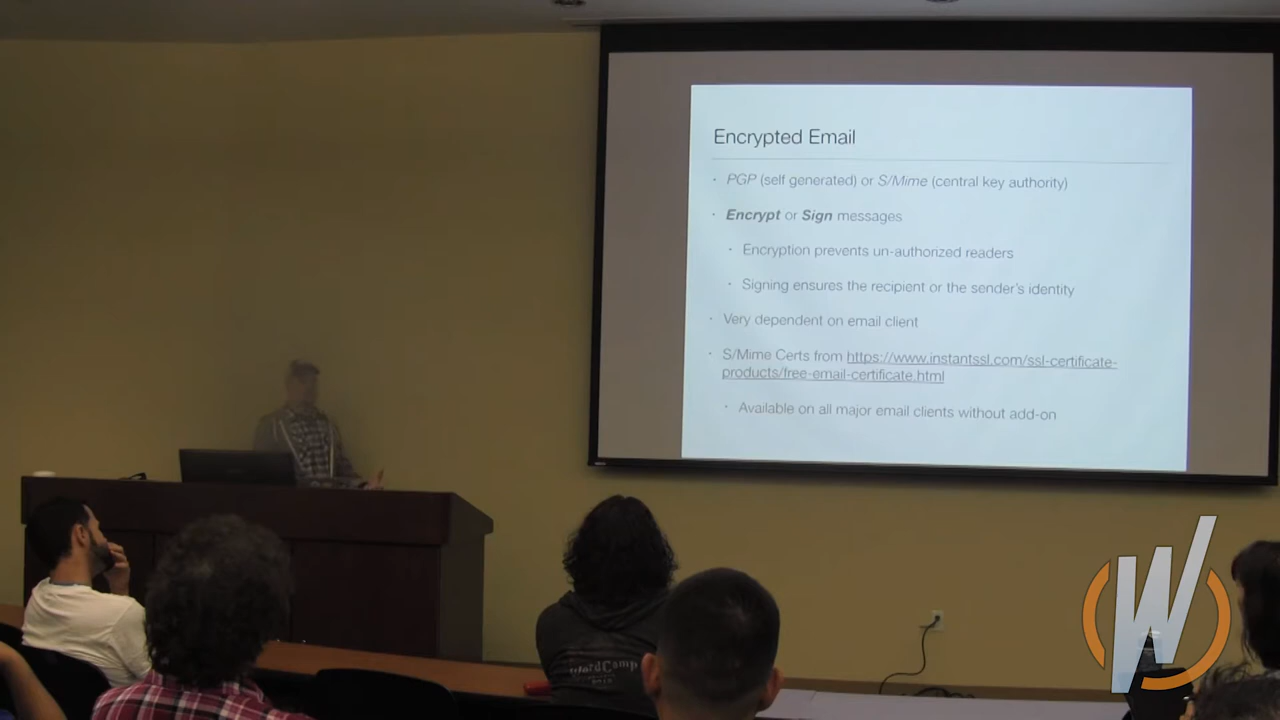 Encrypted Email
· PGP (self generated) or S/Mime (central key authority)
· Encrypt or Sign messages
· Encryption prevents un-authorized readers
· Signing ensures the recipient or the sender's identity
· Very dependent on email client
· S/Mime Certs from https://www.instantssl.com/ssl-certificate-
products/free-email-certificate.html
· Available on all major email clients without add-on
WordCamp
W